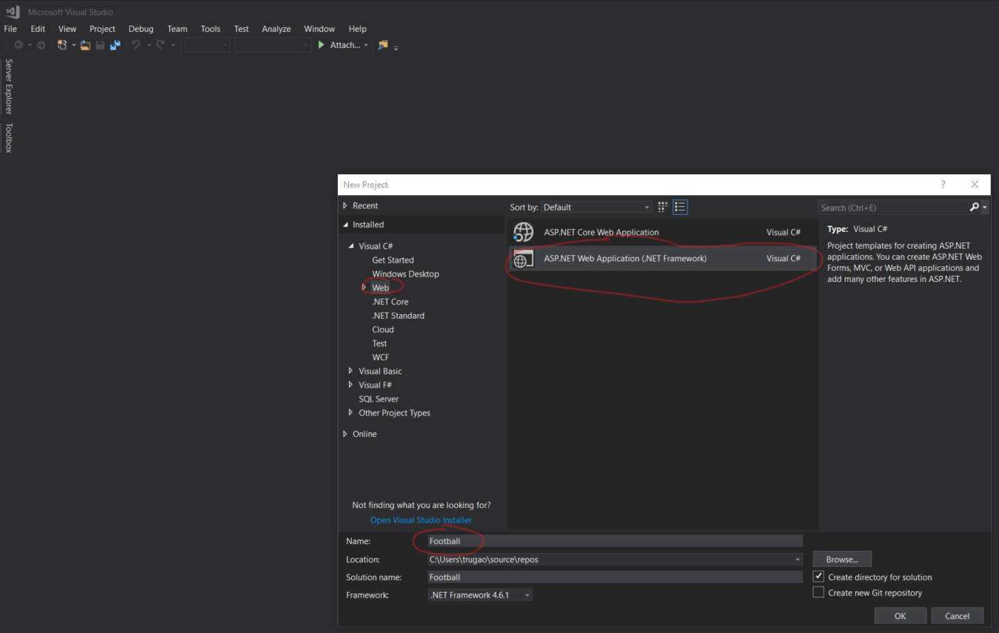 Microsoft Visual Studio
File Edit View Project Debug Team Tools Test Analyze Window Help
Attach...
Server Explorer
Toolbox
New Project
?
Recent
Installed
Visual C#
Get Started
Windows Desktop
Web
.NET Core
.NET Standard
Cloud
Test
WCF
Visual Basic
Visual F#
SQL Server
Other Project Types
Online
Not finding what you are looking for?
Open Visual Studio Installer
Sort by: Default
ASP.NET Core Web Application Visual C#
ASP.NET Web Application (.NET Framework) Visual C#
Search (Ctrl+E)
Type: Visual C#
Project templates for creating ASP.NET
applications. You can create ASP.NET Web
Forms, MVC, or Web API applications and
add many other features in ASP.NET.
Name: Football
Location: C:\Users\trugao\source\repos Browse...
Solution name: Football Create directory for solution
Framework: .NET Framework 4.6.1 Create new Git repository
OK Cancel